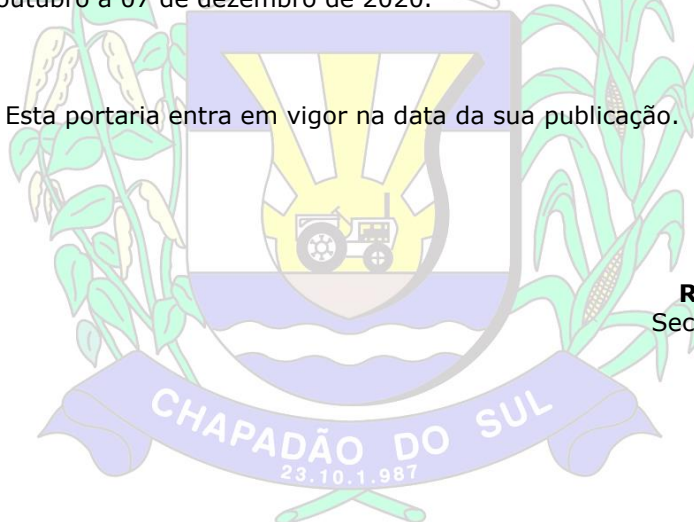 outubro a 07 de dezembro de 2020.
Esta portaria entra em vigor na data da sua publicação.
R
Sec
CHAPADÃO DO SUL
23.10.1.987